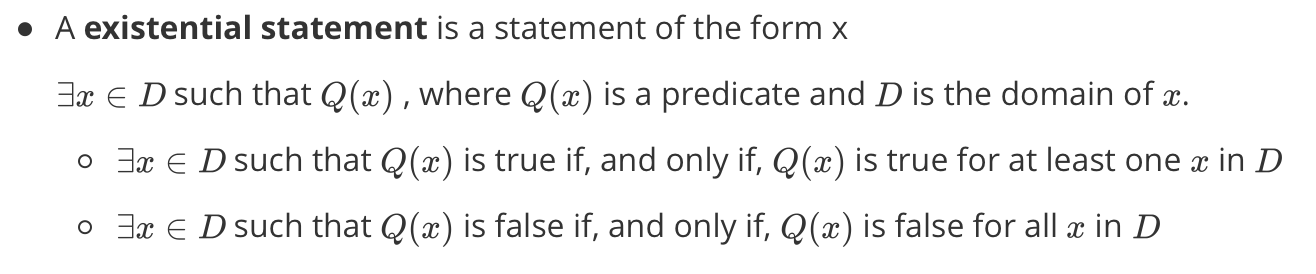 • A existential statement is a statement of the form x
∃x ∈ D such that Q(x) , where Q(x) is a predicate and D is the domain of x.
○ ∃x ∈ D such that Q(x) is true if, and only if, Q(x) is true for at least one x in D
○ ∃x ∈ D such that Q(x) is false if, and only if, Q(x) is false for all x in D